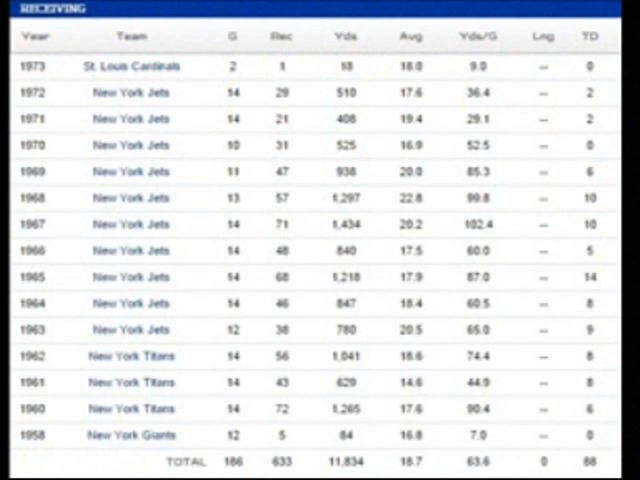 RECEIVING
Year Team G Rec Yds Avg Yds/G Lng TD
1973 St. Louis Cardinals 2 1 18 18.0 9.0 -- 0
1972 New York Jets 14 29 510 17.6 36.4 -- 2
1971 New York Jets 14 21 408 19.4 29.1 -- 2
1970 New York Jets 10 31 525 16.9 52.5 -- 0
1969 New York Jets 11 47 938 20.0 85.3 -- 6
1968 New York Jets 13 57 1,297 22.8 99.8 -- 10
1967 New York Jets 14 71 1,434 20.2 102.4 -- 10
1966 New York Jets 14 48 840 17.5 60.0 -- 5
1965 New York Jets 14 68 1,218 17.9 87.0 -- 14
1964 New York Jets 14 46 847 18.4 60.5 -- 8
1963 New York Jets 12 38 780 20.5 65.0 -- 9
1962 New York Titans 14 56 1,041 18.6 74.4 -- 8
1961 New York Titans 14 43 629 14.6 44.9 -- 8
1960 New York Titans 14 72 1,265 17.6 90.4 -- 6
1958 New York Giants 12 5 84 16.8 7.0 -- 0
TOTAL 186 633 11,834 18.7 63.6 0 88